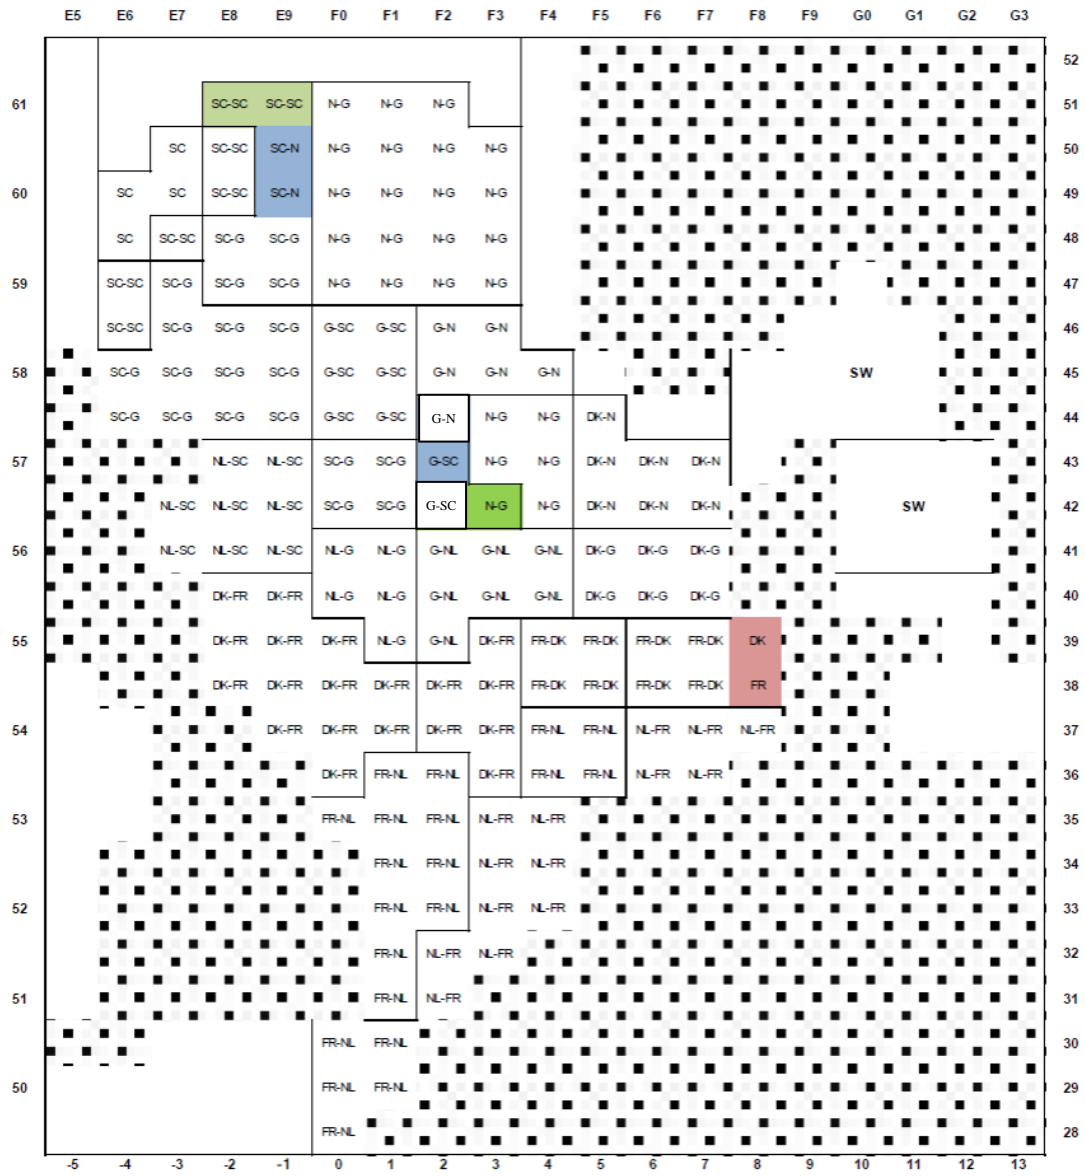 E5 E6 E7 E8 E9 F0 F1 F2 F3 F4 F5 F6 F7 F8 F9 G0 G1 G2 G3
52
61 SC-SC SC-SC N-G N-G N-G 51
SC SC-SC SC-N N-G N-G N-G N-G 50
60 SC SC SC-SC SC-N N-G N-G N-G N-G 49
SC SC-SC SC-G SC-G N-G N-G N-G N-G 48
59 SC-SC SC-G SC-G SC-G N-G N-G N-G N-G 47
SC-SC SC-G SC-G SC-G G-SC G-SC G-N G-N 46
58 SC-G SC-G SC-G SC-G G-SC G-SC G-N G-N G-N SW 45
SC-G SC-G SC-G SC-G G-SC G-SC G-N N-G N-G DK-N 44
57 NL-SC NL-SC SC-G SC-G G-SC N-G N-G DK-N DK-N DK-N 43
NL-SC NL-SC NL-SC SC-G SC-G G-SC N-G N-G DK-N DK-N DK-N SW 42
56 NL-SC NL-SC NL-SC NL-G NL-G G-NL G-NL G-NL DK-G DK-G DK-G 41
DK-FR DK-FR NL-G NL-G G-NL G-NL G-NL DK-G DK-G DK-G 40
55 DK-FR DK-FR DK-FR NL-G G-NL DK-FR FR-DK FR-DK FR-DK FR-DK DK 39
DK-FR DK-FR DK-FR DK-FR DK-FR DK-FR FR-DK FR-DK FR-DK FR-DK FR 38
54 DK-FR DK-FR DK-FR DK-FR DK-FR FR-NL FR-NL NL-FR NL-FR NL-FR 37
DK-FR FR-NL FR-NL DK-FR FR-NL FR-NL NL-FR NL-FR 36
53 FR-NL FR-NL FR-NL NL-FR NL-FR 35
FR-NL FR-NL NL-FR NL-FR 34
52 FR-NL FR-NL NL-FR NL-FR 33
FR-NL NL-FR NL-FR 32
51 FR-NL NL-FR 31
FR-NL FR-NL 30
50 FR-NL FR-NL 29
FR-NL 28
-5 -4 -3 -2 -1 0 1 2 3 4 5 6 7 8 9 10 11 12 13